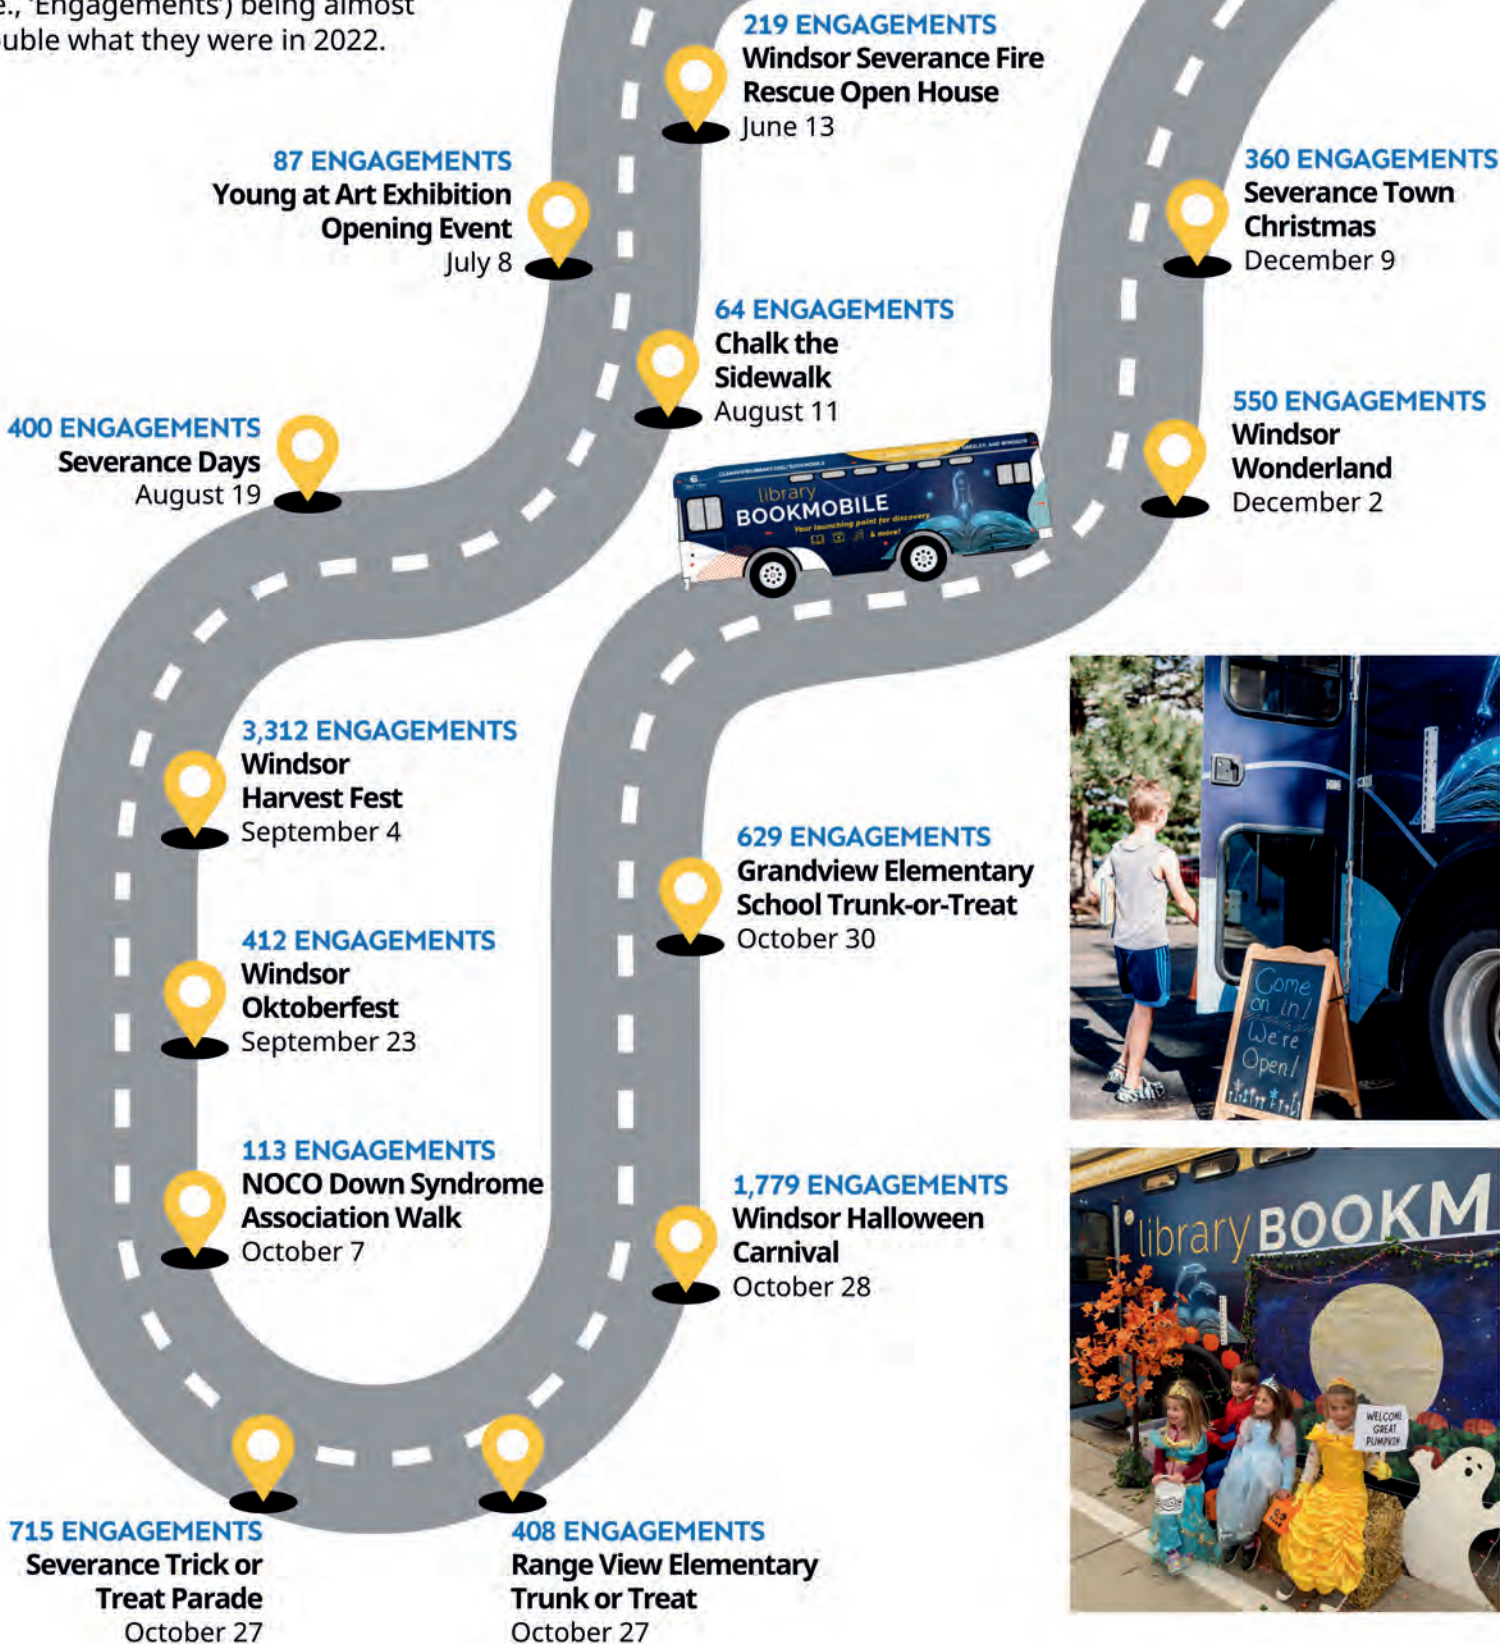 e., ‘Engagements’) being almost
uble what they were in 2022.
219 ENGAGEMENTS
Windsor Severance Fire
Rescue Open House
June 13
87 ENGAGEMENTS
Young at Art Exhibition
Opening Event
July 8
64 ENGAGEMENTS
Chalk the
Sidewalk
August 11
400 ENGAGEMENTS
Severance Days
August 19
3,312 ENGAGEMENTS
Windsor
Harvest Fest
September 4
412 ENGAGEMENTS
Windsor
Oktoberfest
September 23
113 ENGAGEMENTS
NOCO Down Syndrome
Association Walk
October 7
715 ENGAGEMENTS
Severance Trick or
Treat Parade
October 27
408 ENGAGEMENTS
Range View Elementary
Trunk or Treat
October 27
1,779 ENGAGEMENTS
Windsor Halloween
Carnival
October 28
629 ENGAGEMENTS
Grandview Elementary
School Trunk-or-Treat
October 30
550 ENGAGEMENTS
Windsor
Wonderland
December 2
360 ENGAGEMENTS
Severance Town
Christmas
December 9
library
BOOKMOBILE
Your launching point for discovery
& more!
Come
on in!
We're
Open!
library BOOKM
WELCOME
GREAT
PUMPKIN